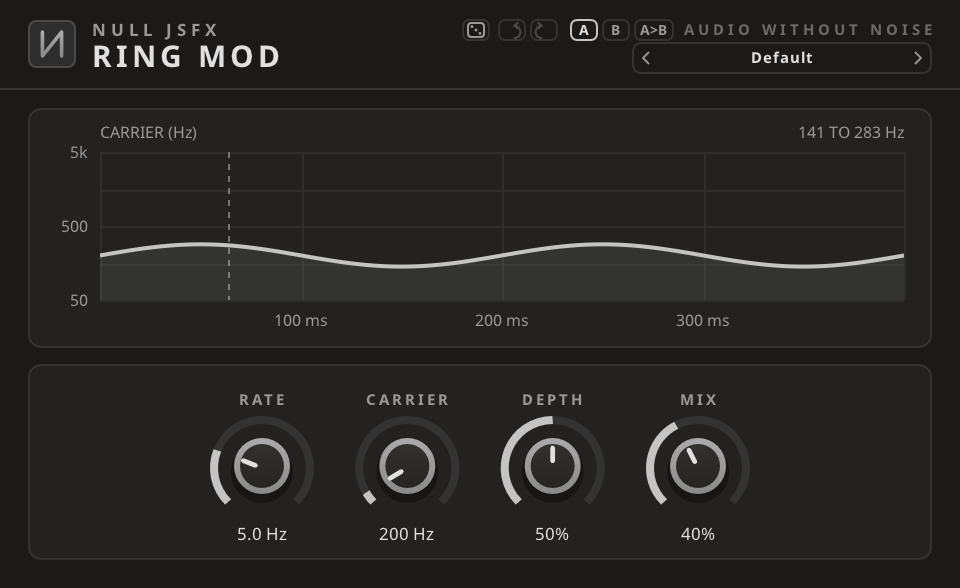 NULL JSFX
RING MOD
A B A>B AUDIO WITHOUT NOISE
Default
CARRIER (Hz) 141 TO 283 Hz
5k
500
50
100 ms 200 ms 300 ms
RATE CARRIER DEPTH MIX
5.0 Hz 200 Hz 50% 40%